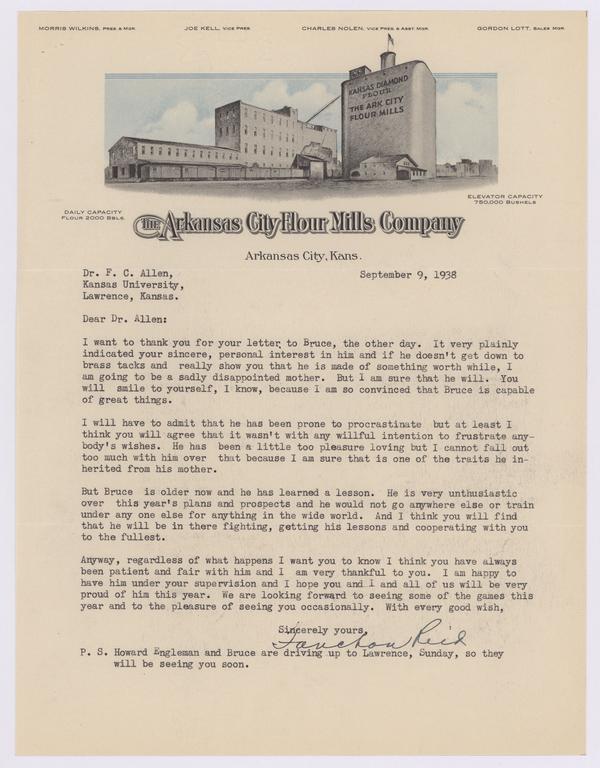 MORRIS WILKINS, PRES & MGR. JOE KELL, VICE PRES. CHARLES NOLEN, VICE PRES. & ASST. MGR. GORDON LOTT, SALES MGR.
KANSAS DIAMOND
FLOUR
THE ARK CITY
FLOUR MILLS
DAILY CAPACITY
FLOUR 2000 BBLS.
ELEVATOR CAPACITY
750,000 BUSHELS
THE Arkansas City Flour Mills Company
Arkansas City, Kans.
Dr. F. C. Allen, September 9, 1938
Kansas University,
Lawrence, Kansas.
Dear Dr. Allen:
I want to thank you for your letter to Bruce, the other day. It very plainly
indicated your sincere, personal interest in him and if he doesn't get down to
brass tacks and really show you that he is made of something worth while, I
am going to be a sadly disappointed mother. But I am sure that he will. You
will smile to yourself, I know, because I am so convinced that Bruce is capable
of great things.
I will have to admit that he has been prone to procrastinate but at least I
think you will agree that it wasn't with any willful intention to frustrate any-
body's wishes. He has been a little too pleasure loving but I cannot fall out
too much with him over that because I am sure that is one of the traits he in-
herited from his mother.
But Bruce is older now and he has learned a lesson. He is very unthusiastic
over this year's plans and prospects and he would not go anywhere else or train
under any one else for anything in the wide world. And I think you will find
that he will be in there fighting, getting his lessons and cooperating with you
to the fullest.
Anyway, regardless of what happens I want you to know I think you have always
been patient and fair with him and I am very thankful to you. I am happy to
have him under your supervision and I hope you and I and all of us will be very
proud of him this year. We are looking forward to seeing some of the games this
year and to the pleasure of seeing you occasionally. With every good wish,
Sincerely yours,
Fanchon Reid
P. S. Howard Engleman and Bruce are driving up to Lawrence, Sunday, so they
will be seeing you soon.